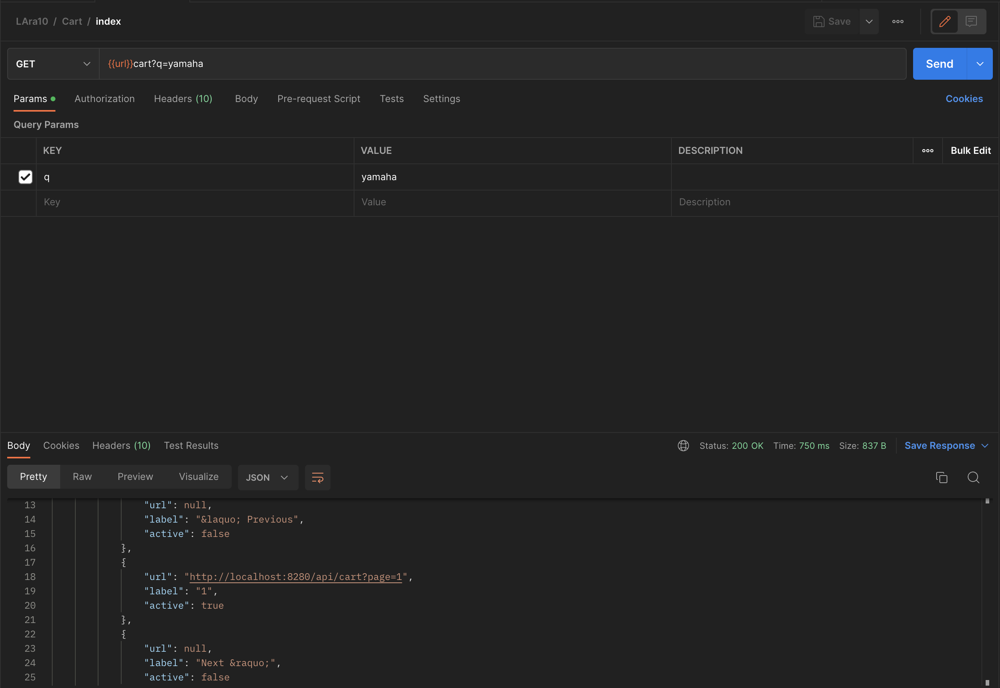 LAra10 / Cart / index
Save
GET
{{url}}cart?q=yamaha
Send
Params
Authorization
Headers (10)
Body
Pre-request Script
Tests
Settings
Cookies
Query Params
KEY
VALUE
DESCRIPTION
Bulk Edit
q
yamaha
Key
Value
Description
Body
Cookies
Headers (10)
Test Results
Status: 200 OK
Time: 750 ms
Size: 837 B
Save Response
Pretty
Raw
Preview
Visualize
JSON
13 "url": null,
14 "label": "&laquo; Previous",
15 "active": false
16 },
17 {
18 "url": "http://localhost:8280/api/cart?page=1",
19 "label": "1",
20 "active": true
21 },
22 {
23 "url": null,
24 "label": "Next &raquo;",
25 "active": false